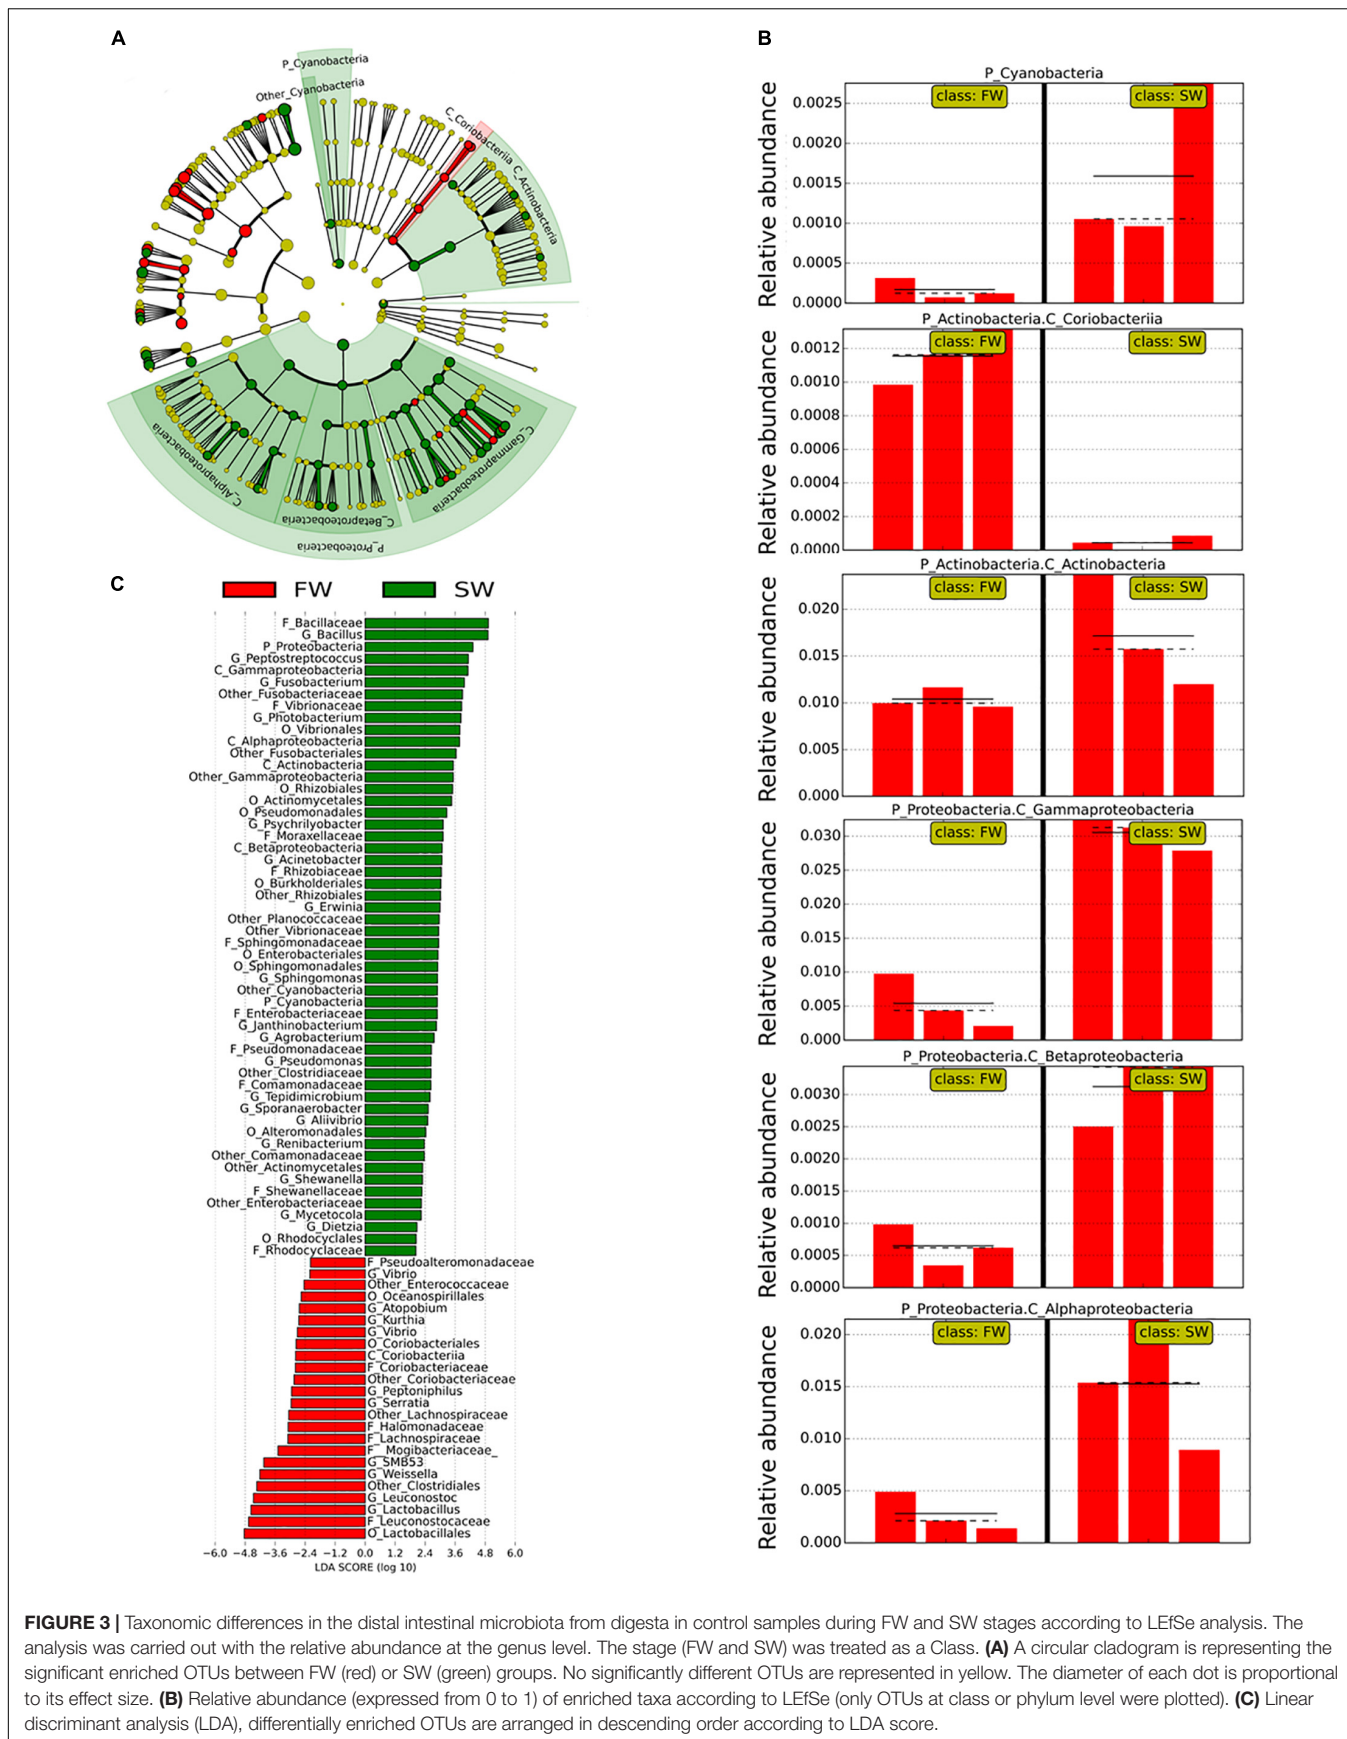 A
P_Cyanobacteria
Other_Cyanobacteria
C_Coriobacteriia
C_Actinobacteria
C_Gammaproteobacteria
C_Betaproteobacteria
C_Alphaproteobacteria
P_Proteobacteria
B
P_Cyanobacteria
Relative abundance
class: FW
class: SW
0.0025
0.0020
0.0015
0.0010
0.0005
0.0000
P_Actinobacteria.C_Coriobacteriia
Relative abundance
class: FW
class: SW
0.0012
0.0010
0.0008
0.0006
0.0004
0.0002
0.0000
P_Actinobacteria.C_Actinobacteria
Relative abundance
class: FW
class: SW
0.020
0.015
0.010
0.005
0.000
P_Proteobacteria.C_Gammaproteobacteria
Relative abundance
class: FW
class: SW
0.030
0.025
0.020
0.015
0.010
0.005
0.000
P_Proteobacteria.C_Betaproteobacteria
Relative abundance
class: FW
class: SW
0.0030
0.0025
0.0020
0.0015
0.0010
0.0005
0.0000
P_Proteobacteria.C_Alphaproteobacteria
Relative abundance
class: FW
class: SW
0.020
0.015
0.010
0.005
0.000
C
FW
SW
F_Bacillaceae
G_Bacillus
P_Proteobacteria
G_Peptostreptococcus
C_Gammaproteobacteria
G_Fusobacterium
Other_Fusobacteriaceae
F_Vibrionaceae
G_Photobacterium
O_Vibrionales
C_Alphaproteobacteria
Other_Fusobacteriales
C_Actinobacteria
Other_Gammaproteobacteria
O_Rhizobiales
O_Actinomycetales
O_Pseudomonadales
G_Psychrilyobacter
F_Moraxellaceae
C_Betaproteobacteria
G_Acinetobacter
F_Rhizobiaceae
O_Burkholderiales
Other_Rhizobiales
G_Erwinia
Other_Planococcaceae
Other_Vibrionaceae
F_Sphingomonadaceae
O_Enterobacteriales
O_Sphingomonadales
G_Sphingomonas
Other_Cyanobacteria
P_Cyanobacteria
F_Enterobacteriaceae
G_Janthinobacterium
G_Agrobacterium
F_Pseudomonadaceae
G_Pseudomonas
Other_Clostridiaceae
F_Comamonadaceae
G_Tepidimicrobium
G_Sporanaerobacter
G_Aliivibrio
O_Alteromonadales
G_Renibacterium
Other_Comamonadaceae
Other_Actinomycetales
G_Shewanella
F_Shewanellaceae
Other_Enterobacteriaceae
G_Mycetocola
G_Dietzia
O_Rhodocyclales
F_Rhodocyclaceae
F_Pseudoalteromonadaceae
G_Vibrio
Other_Enterococcaceae
O_Oceanospirillales
G_Atopobium
G_Kurthia
G_Vibrio
O_Coriobacteriales
C_Coriobacteriia
F_Coriobacteriaceae
Other_Coriobacteriaceae
G_Peptoniphilus
G_Serratia
Other_Lachnospiraceae
F_Halomonadaceae
F_Lachnospiraceae
F__Mogibacteriaceae_
G_SMB53
G_Weissella
Other_Clostridiales
G_Leuconostoc
G_Lactobacillus
F_Leuconostocaceae
O_Lactobacillales
−6.0 −4.8 −3.6 −2.4 −1.2 0.0 1.2 2.4 3.6 4.8 6.0
LDA SCORE (log 10)
FIGURE 3 | Taxonomic differences in the distal intestinal microbiota from digesta in control samples during FW and SW stages according to LEfSe analysis. The
analysis was carried out with the relative abundance at the genus level. The stage (FW and SW) was treated as a Class. (A) A circular cladogram is representing the
significant enriched OTUs between FW (red) or SW (green) groups. No significantly different OTUs are represented in yellow. The diameter of each dot is proportional
to its effect size. (B) Relative abundance (expressed from 0 to 1) of enriched taxa according to LEfSe (only OTUs at class or phylum level were plotted). (C) Linear
discriminant analysis (LDA), differentially enriched OTUs are arranged in descending order according to LDA score.